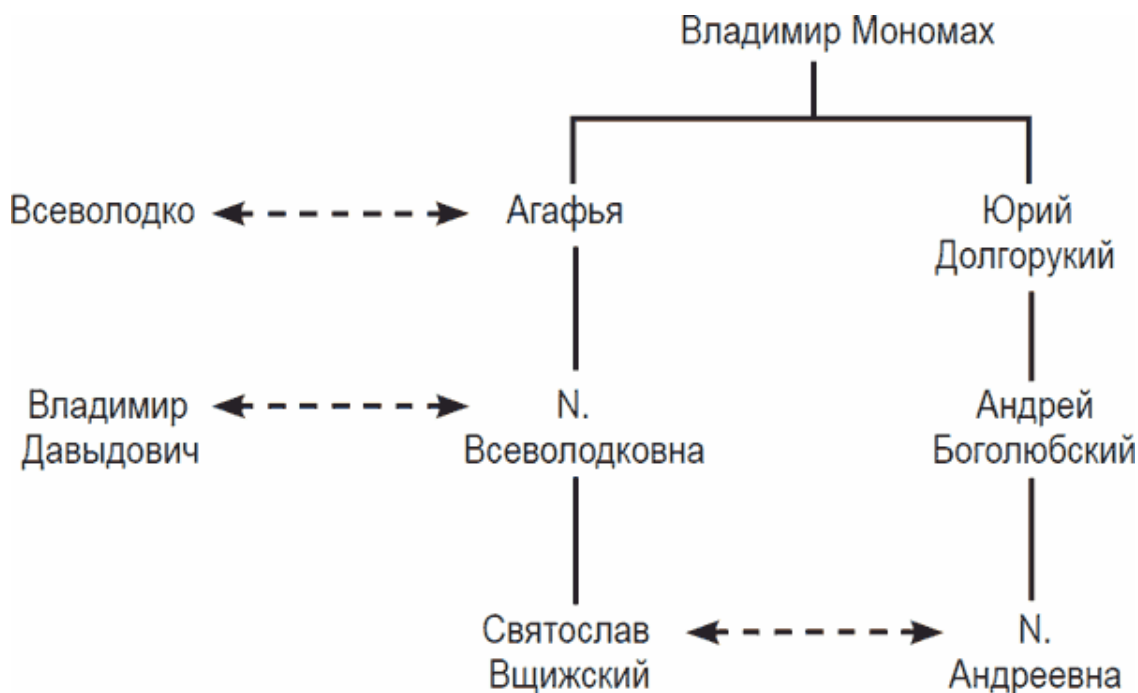 Владимир Мономах
Всеволодко
Агафья
Юрий
Долгорукий
Владимир
Давыдович
N.
Всеволодковна
Андрей
Боголюбский
Святослав
Вщижский
N.
Андреевна